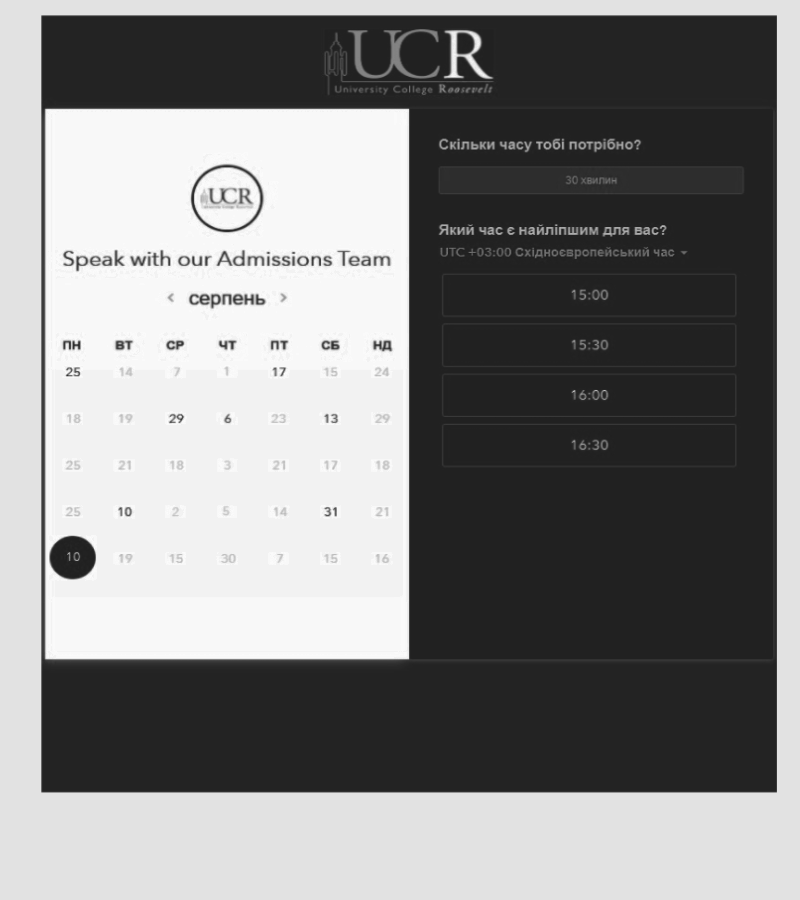 UCR
University College Roosevelt
UCR
Speak with our Admissions Team
< серпень >
ПН ВТ СР ЧТ ПТ СБ НД
25 14 7 1 17 15 24
18 19 29 6 23 13 29
25 21 18 3 21 17 18
25 10 2 5 14 31 21
10 19 15 30 7 15 16
Скільки часу тобі потрібно?
30 хвилин
Який час є найліпшим для вас?
UTC +03:00 Східноєвропейський час
15:00
15:30
16:00
16:30